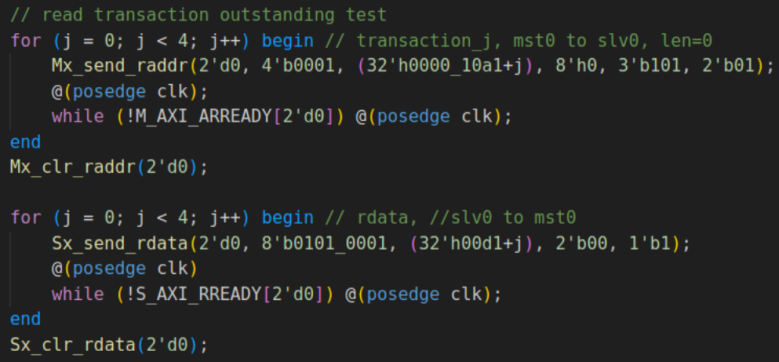 // read transaction outstanding test
for (j = 0; j < 4; j++) begin // transaction_j, mst0 to slv0, len=0
    Mx_send_raddr(2'd0, 4'b0001, (32'h0000_10a1+j), 8'h0, 3'b101, 2'b01);
    @(posedge clk);
    while (!M_AXI_ARREADY[2'd0]) @(posedge clk);
end
Mx_clr_raddr(2'd0);

for (j = 0; j < 4; j++) begin // rdata, //slv0 to mst0
    Sx_send_rdata(2'd0, 8'b0101_0001, (32'h00d1+j), 2'b00, 1'b1);
    @(posedge clk)
    while (!S_AXI_RREADY[2'd0]) @(posedge clk);
end
Sx_clr_rdata(2'd0);